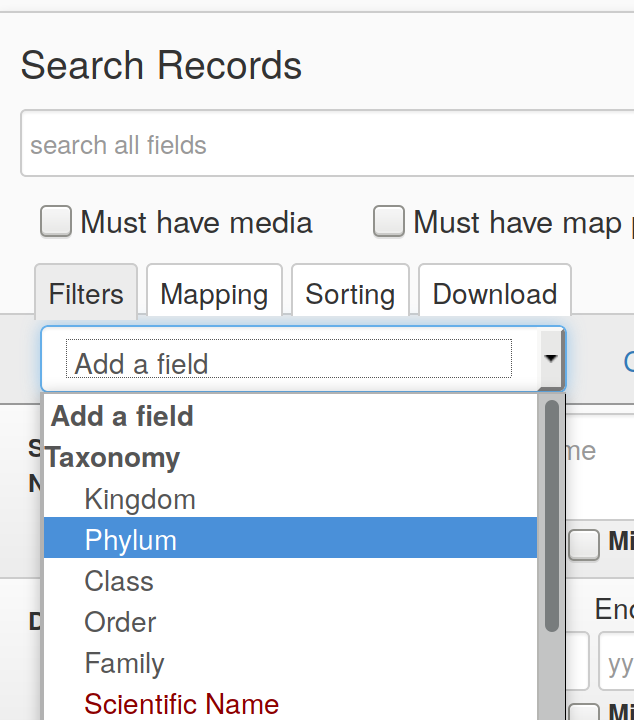 Search Records
search all fields
Must have media
Must have map
Filters
Mapping
Sorting
Download
Add a field
Add a field
Taxonomy
Kingdom
Phylum
Class
Order
Family
Scientific Name